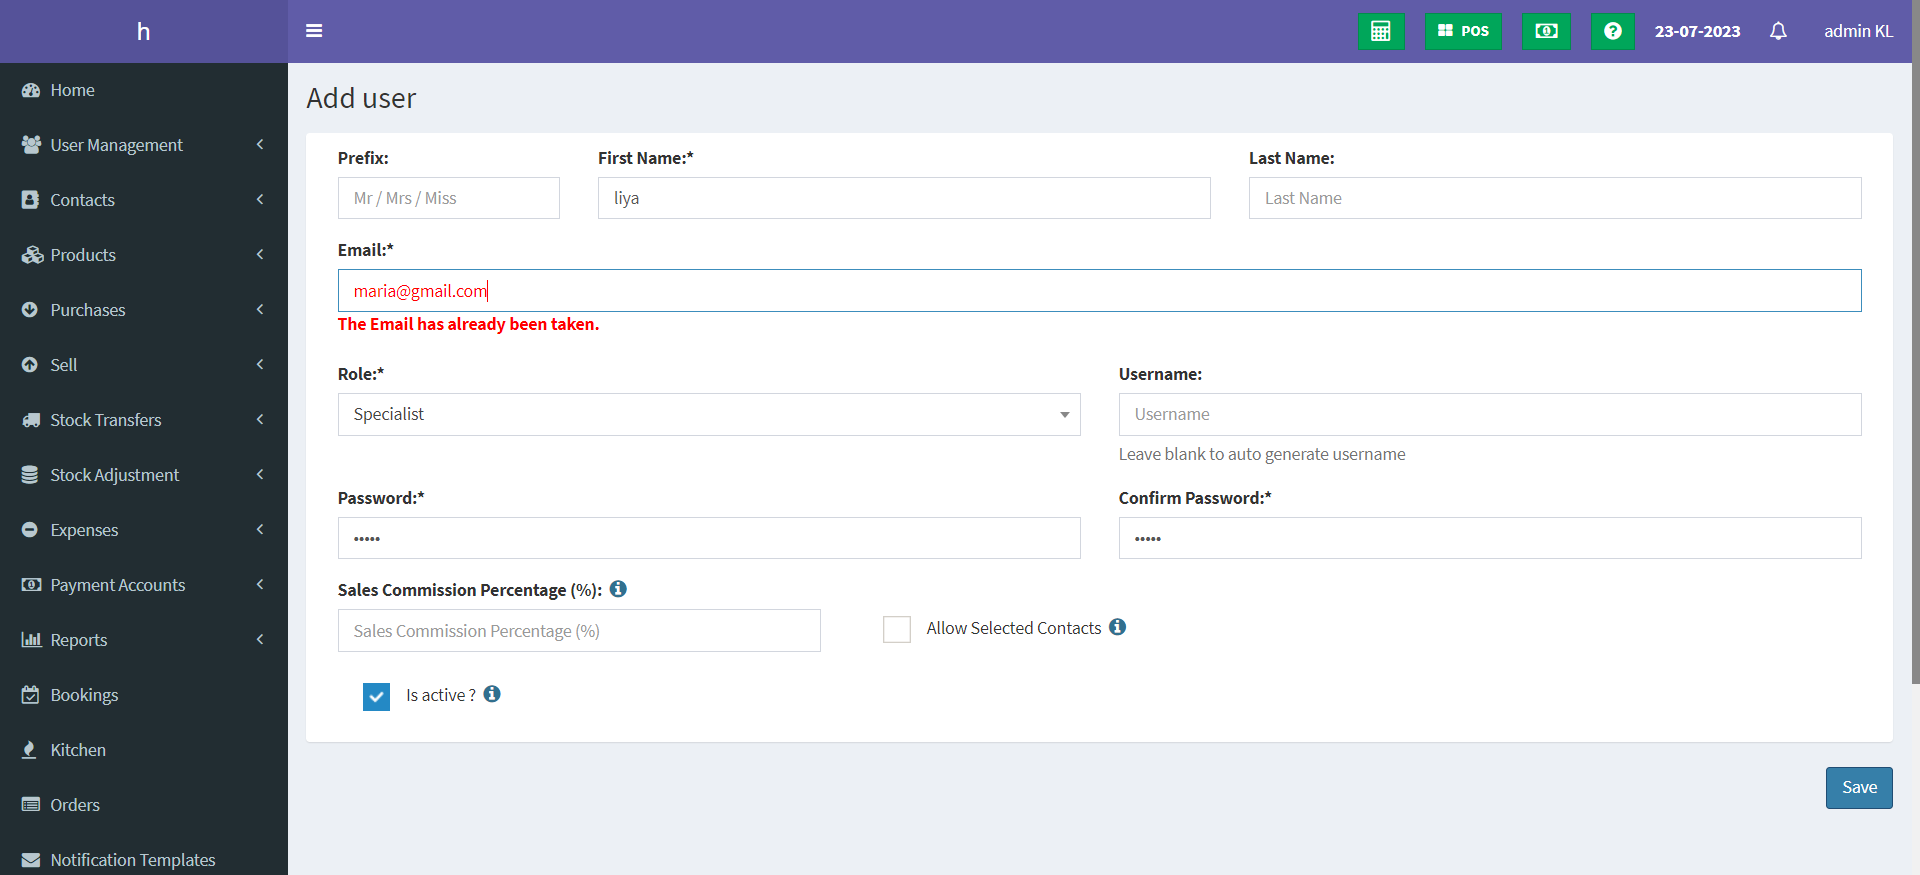 h
POS
23-07-2023
admin KL
Home
User Management
Contacts
Products
Purchases
Sell
Stock Transfers
Stock Adjustment
Expenses
Payment Accounts
Reports
Bookings
Kitchen
Orders
Notification Templates
Add user
Prefix:
First Name:*
Last Name:
Mr / Mrs / Miss
liya
Last Name
Email:*
maria@gmail.com
The Email has already been taken.
Role:*
Username:
Specialist
Username
Leave blank to auto generate username
Password:*
Confirm Password:*
•••••
•••••
Sales Commission Percentage (%):
Sales Commission Percentage (%)
Allow Selected Contacts
Is active ?
Save